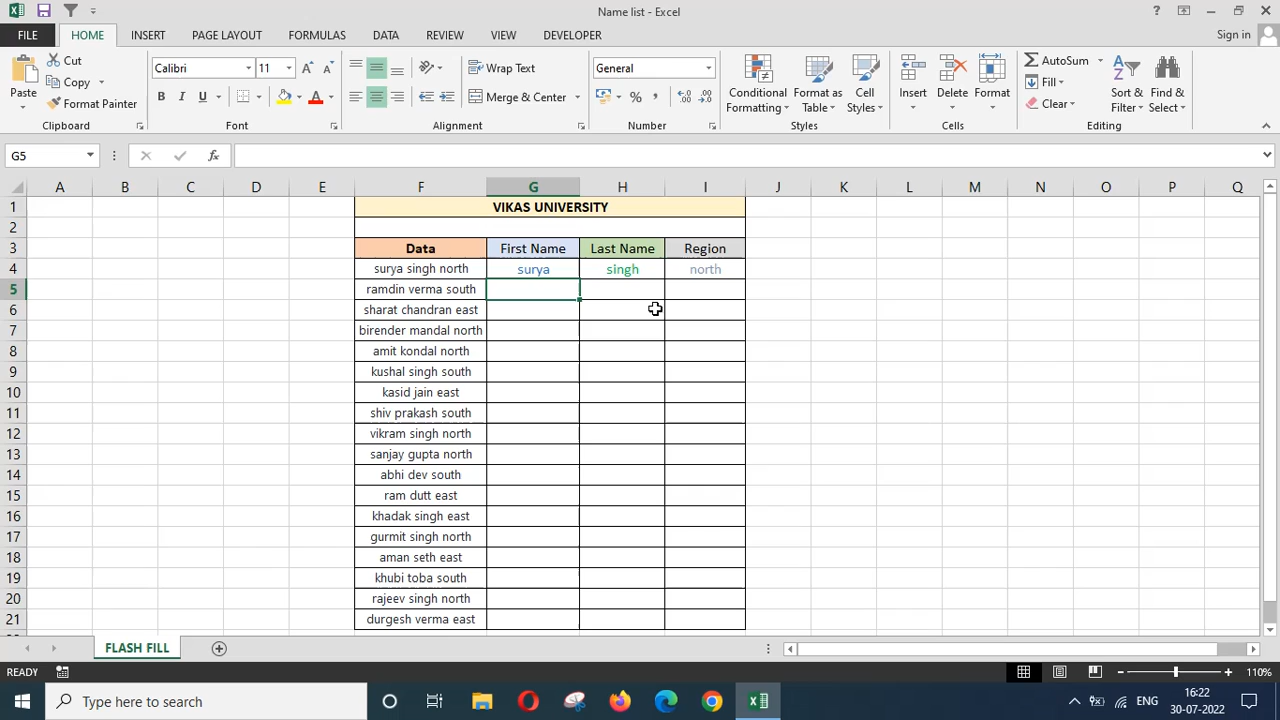 Name list - Excel
?
FILE HOME INSERT PAGE LAYOUT FORMULAS DATA REVIEW VIEW DEVELOPER Sign in
Paste Cut Copy Format Painter Clipboard
Calibri 11 A A B I U A Font
Wrap Text Merge & Center Alignment
General % , Number
Conditional Formatting Format as Table Cell Styles Styles
Insert Delete Format Cells
AutoSum Fill Clear Sort & Filter Find & Select Editing
G5 fx
A B C D E F G H I J K L M N O P Q
1 VIKAS UNIVERSITY
2
3 Data First Name Last Name Region
4 surya singh north surya singh north
5 ramdin verma south
6 sharat chandran east
7 birender mandal north
8 amit kondal north
9 kushal singh south
10 kasid jain east
11 shiv prakash south
12 vikram singh north
13 sanjay gupta north
14 abhi dev south
15 ram dutt east
16 khadak singh east
17 gurmit singh north
18 aman seth east
19 khubi toba south
20 rajeev singh north
21 durgesh verma east
FLASH FILL
READY 110%
Type here to search ENG 16:22
30-07-2022